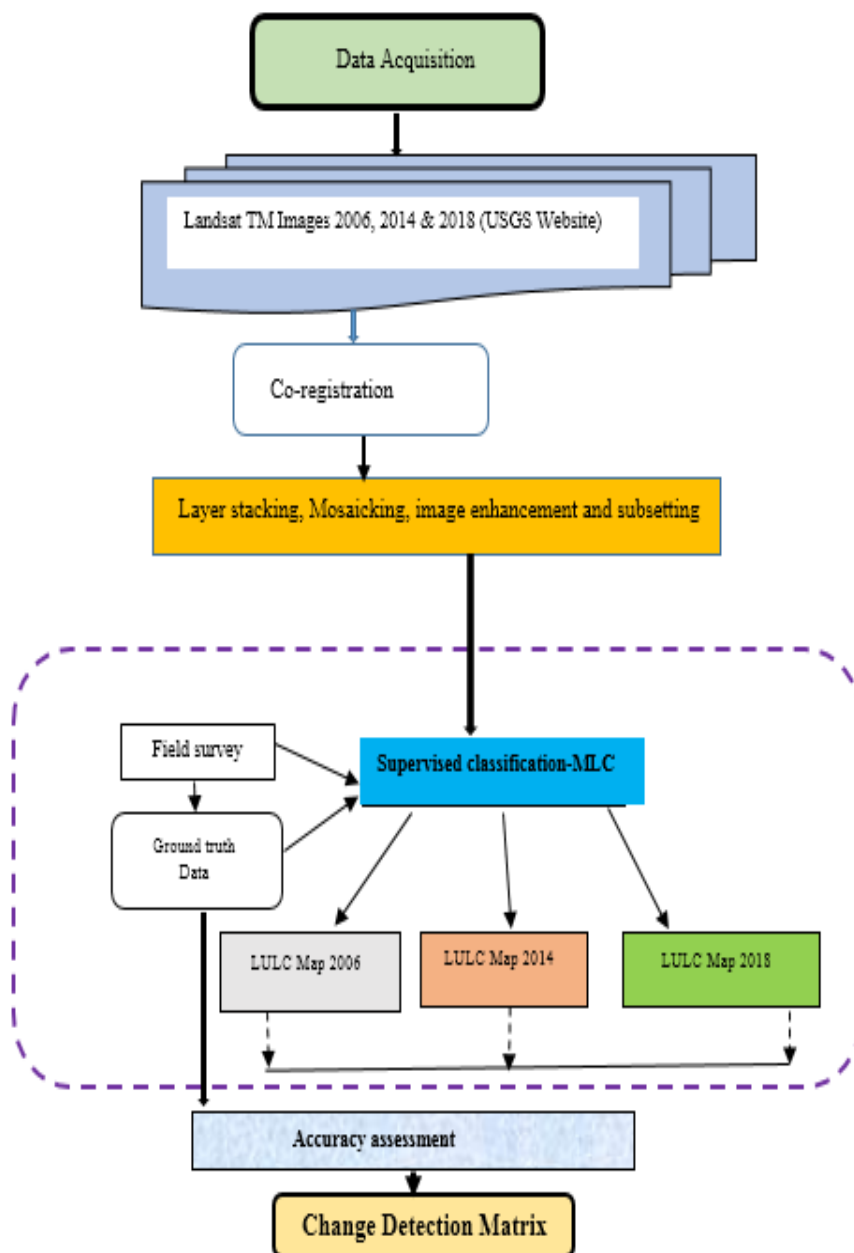 Data Acquisition
Landsat TM Images 2006, 2014 & 2018 (USGS Website)
Co-registration
Layer stacking, Mosaicking, image enhancement and subsetting
Field survey
Supervised classification-MLC
Ground truth
Data
LULC Map 2006
LULC Map 2014
LULC Map 2018
Accuracy assessment
Change Detection Matrix